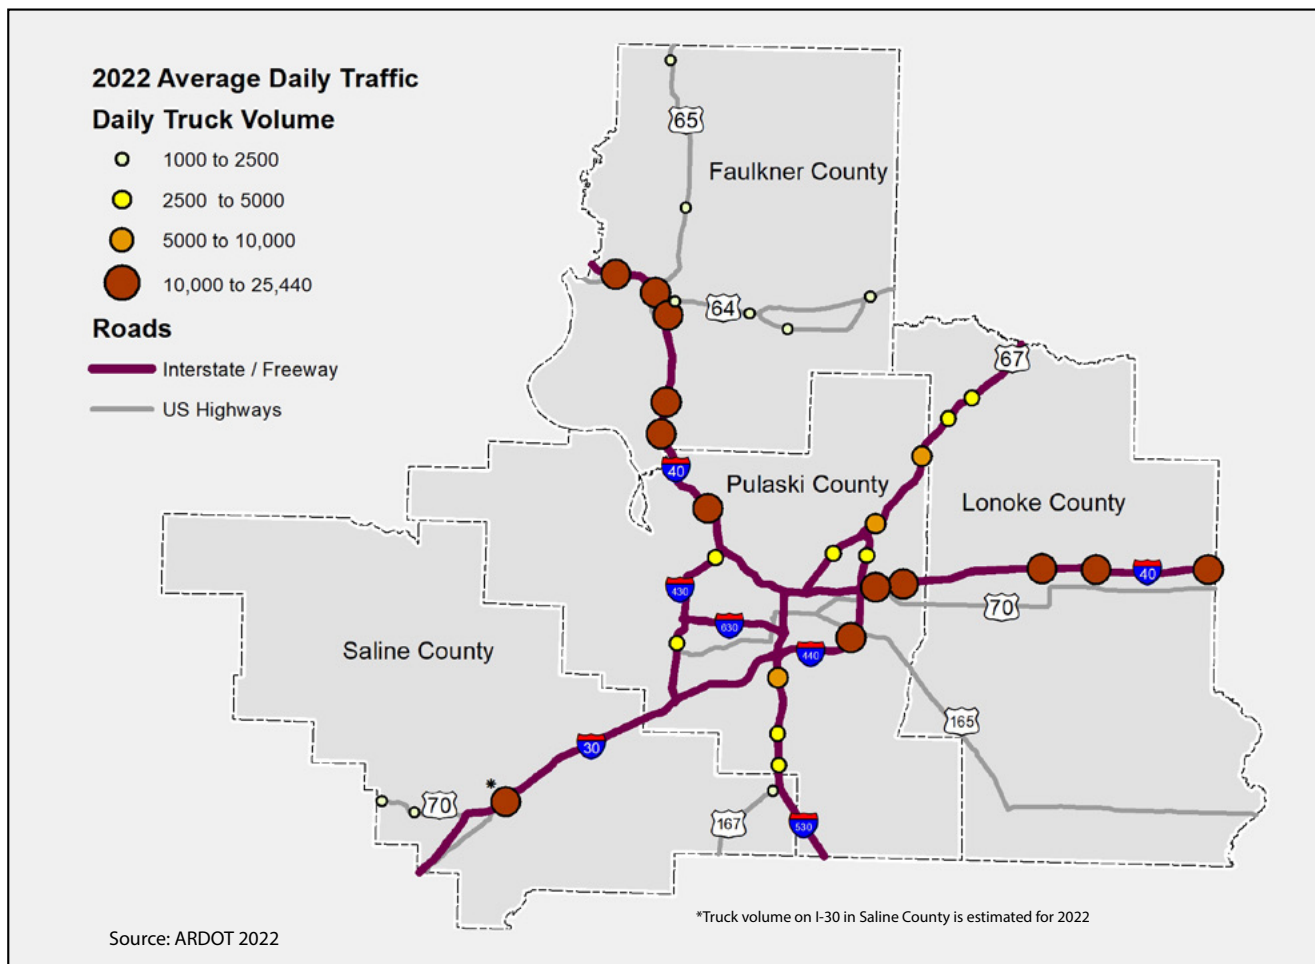 2022 Average Daily Traffic
Daily Truck Volume
1000 to 2500
2500 to 5000
5000 to 10,000
10,000 to 25,440
Roads
Interstate / Freeway
US Highways
65
Faulkner County
64
67
40
Pulaski County
Lonoke County
40
430
70
630
Saline County
440
165
30
*
70
167
530
*Truck volume on I-30 in Saline County is estimated for 2022
Source: ARDOT 2022